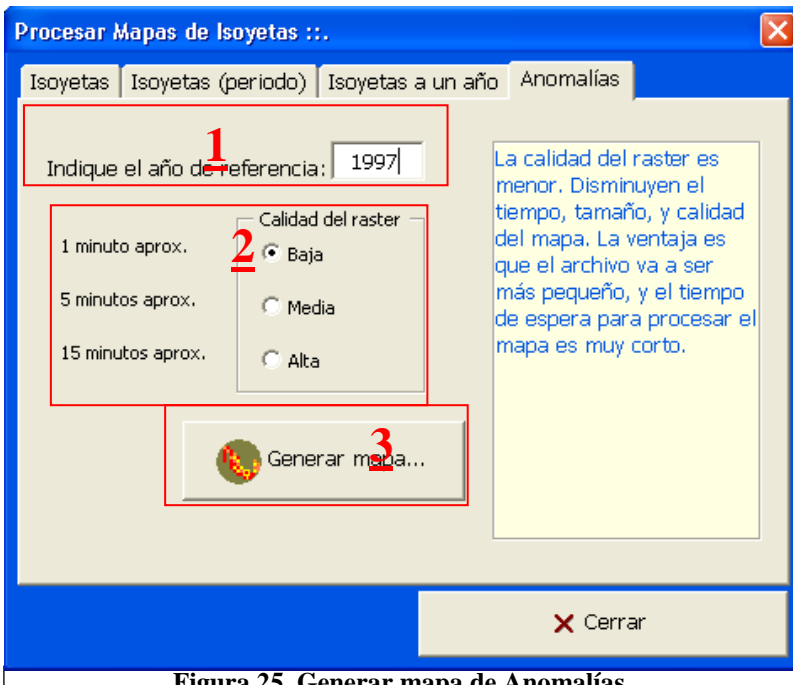 Procesar Mapas de Isoyetas ::.
Isoyetas
Isoyetas (periodo)
Isoyetas a un año
Anomalías
1
Indique el año de referencia: 1997
Calidad del raster
2
1 minuto aprox.
Baja
5 minutos aprox.
Media
15 minutos aprox.
Alta
3
Generar mapa...
La calidad del raster es
menor. Disminuyen el
tiempo, tamaño, y calidad
del mapa. La ventaja es
que el archivo va a ser
más pequeño, y el tiempo
de espera para procesar el
mapa es muy corto.
Cerrar
Figura 25. Generar mapa de Anomalías